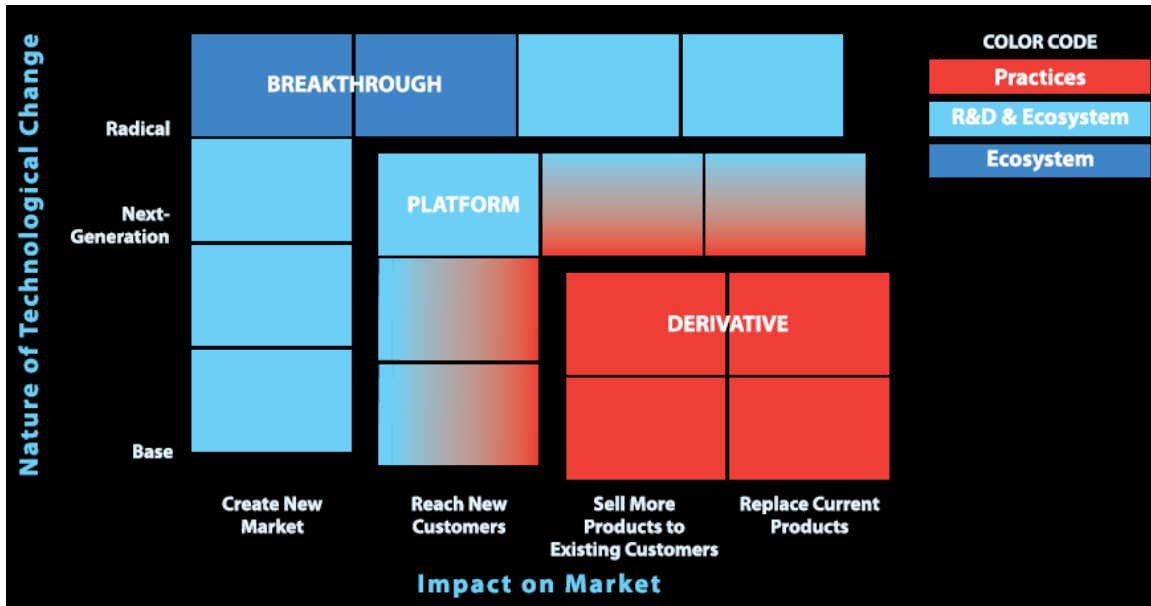 Nature of Technological Change
Radical
Next-
Generation
Base
BREAKTHROUGH
PLATFORM
DERIVATIVE
Create New
Market
Reach New
Customers
Sell More
Products to
Existing Customers
Replace Current
Products
Impact on Market
COLOR CODE
Practices
R&D & Ecosystem
Ecosystem